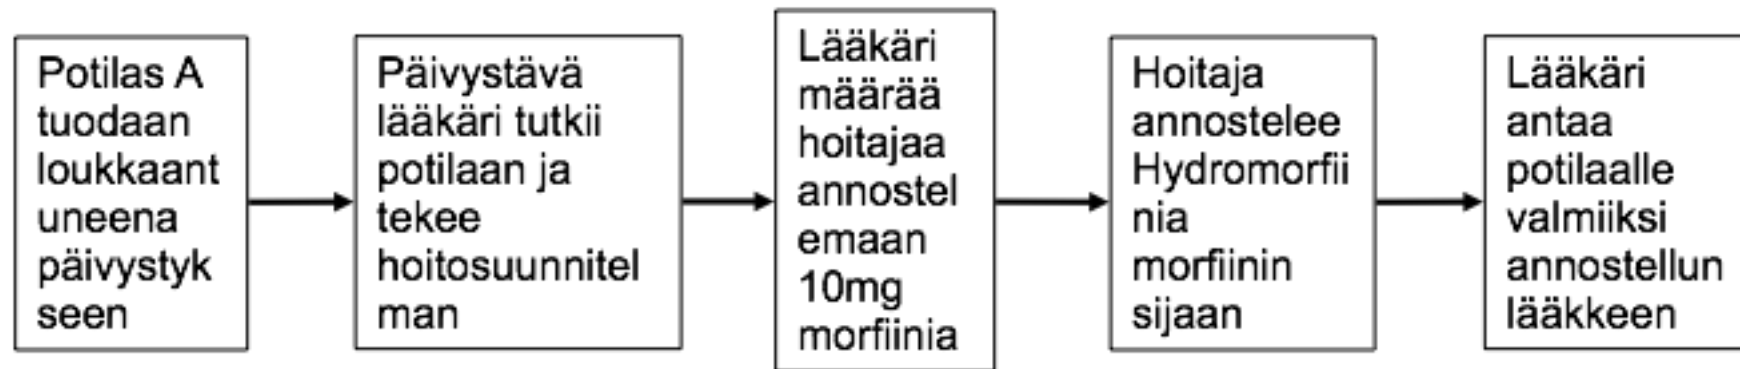 Potilas A
tuodaan
loukkaant
uneena
päivystyk
seen
Päivystävä
lääkäri tutkii
potilaan ja
tekee
hoitosuunnitel
man
Lääkäri
määrää
hoitajaa
annostel
emaan
10mg
morfiinia
Hoitaja
annostelee
Hydromorfii
nia
morfiinin
sijaan
Lääkäri
antaa
potilaalle
valmiiksi
annostellun
lääkkeen